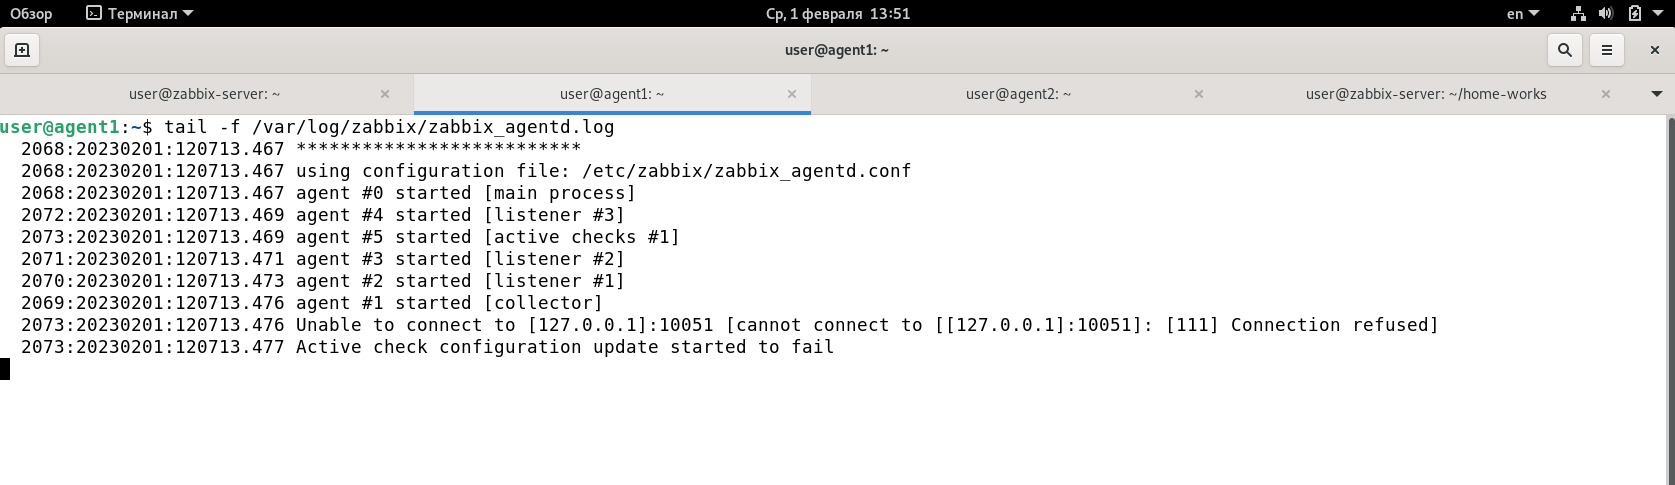 Обзор Терминал Ср, 1 февраля 13:51 en
user@agent1: ~
user@zabbix-server: ~ user@agent1: ~ user@agent2: ~ user@zabbix-server: ~/home-works
user@agent1:~$ tail -f /var/log/zabbix/zabbix_agentd.log
2068:20230201:120713.467 **************************
2068:20230201:120713.467 using configuration file: /etc/zabbix/zabbix_agentd.conf
2068:20230201:120713.467 agent #0 started [main process]
2072:20230201:120713.469 agent #4 started [listener #3]
2073:20230201:120713.469 agent #5 started [active checks #1]
2071:20230201:120713.471 agent #3 started [listener #2]
2070:20230201:120713.473 agent #2 started [listener #1]
2069:20230201:120713.476 agent #1 started [collector]
2073:20230201:120713.476 Unable to connect to [127.0.0.1]:10051 [cannot connect to [[127.0.0.1]:10051]: [111] Connection refused]
2073:20230201:120713.477 Active check configuration update started to fail